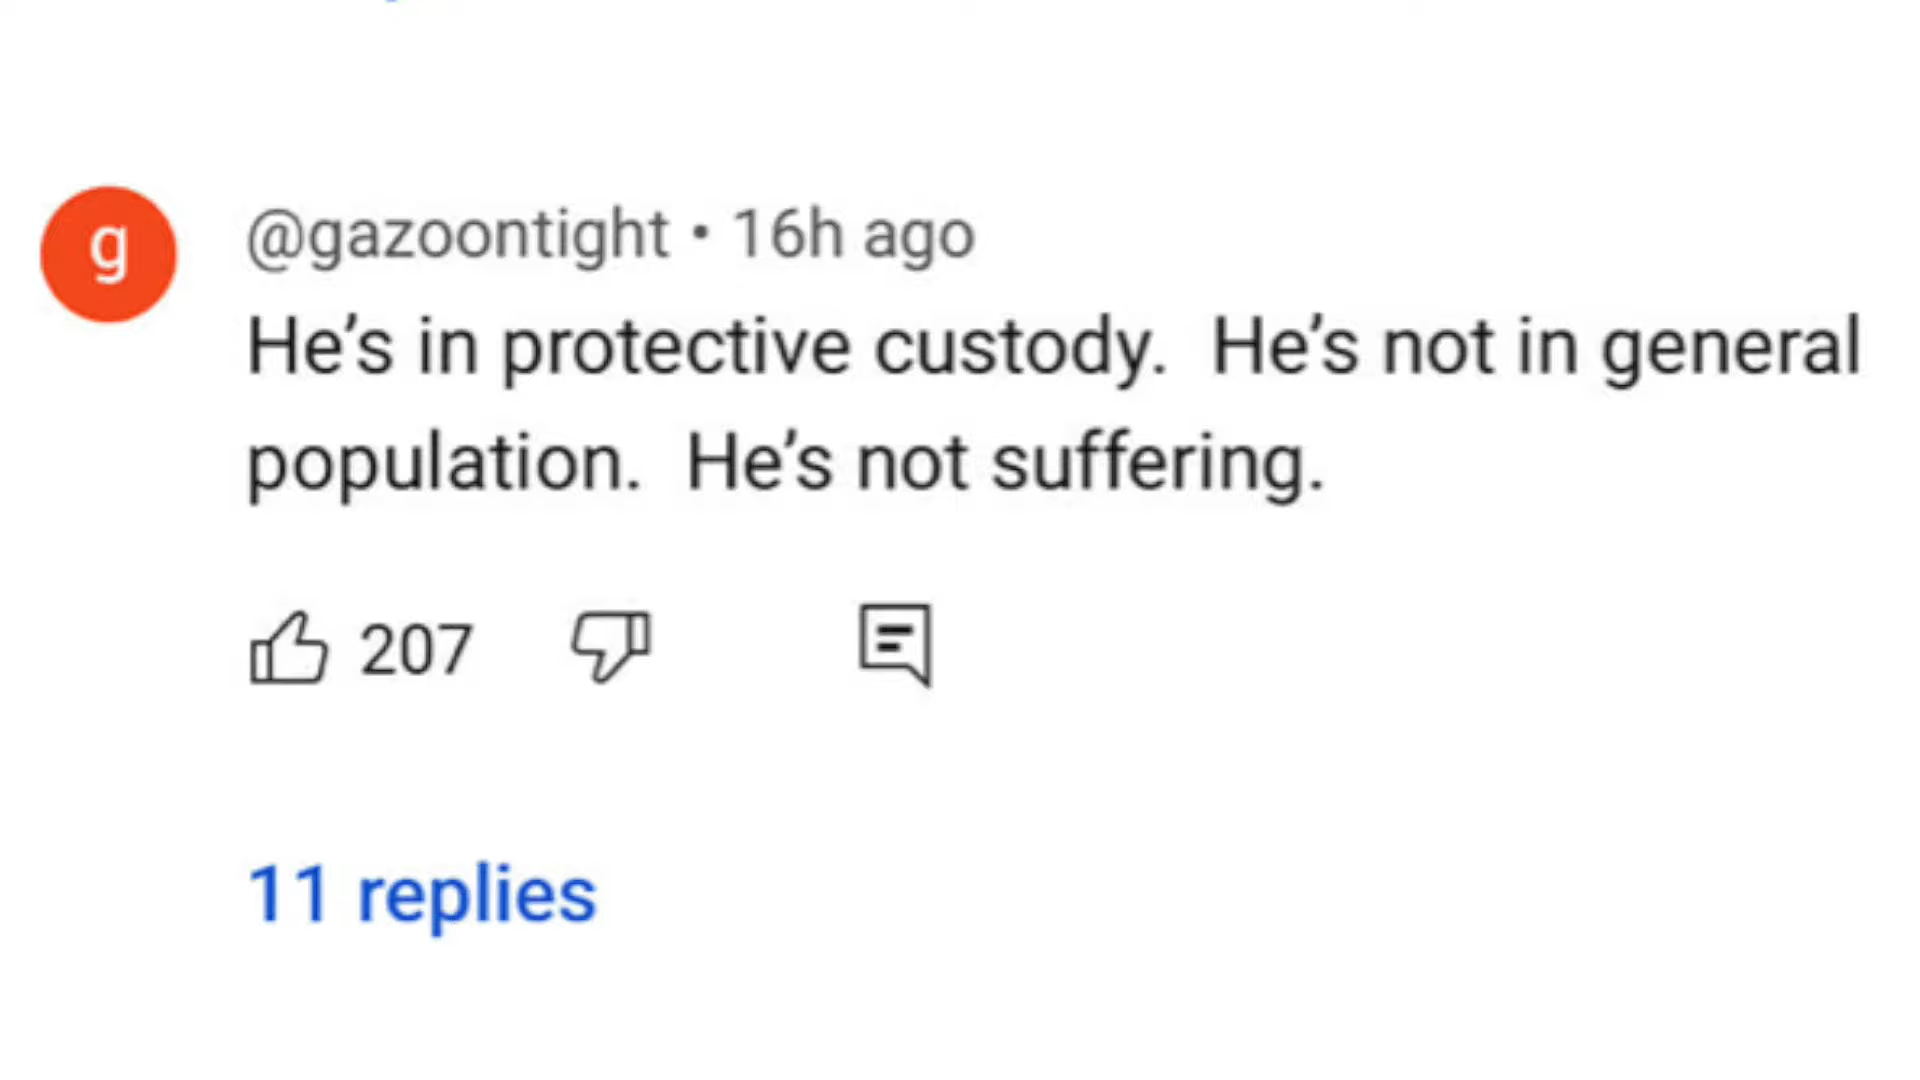 g
@gazoontight • 16h ago
He’s in protective custody.  He’s not in general
population.  He’s not suffering.
207
11 replies